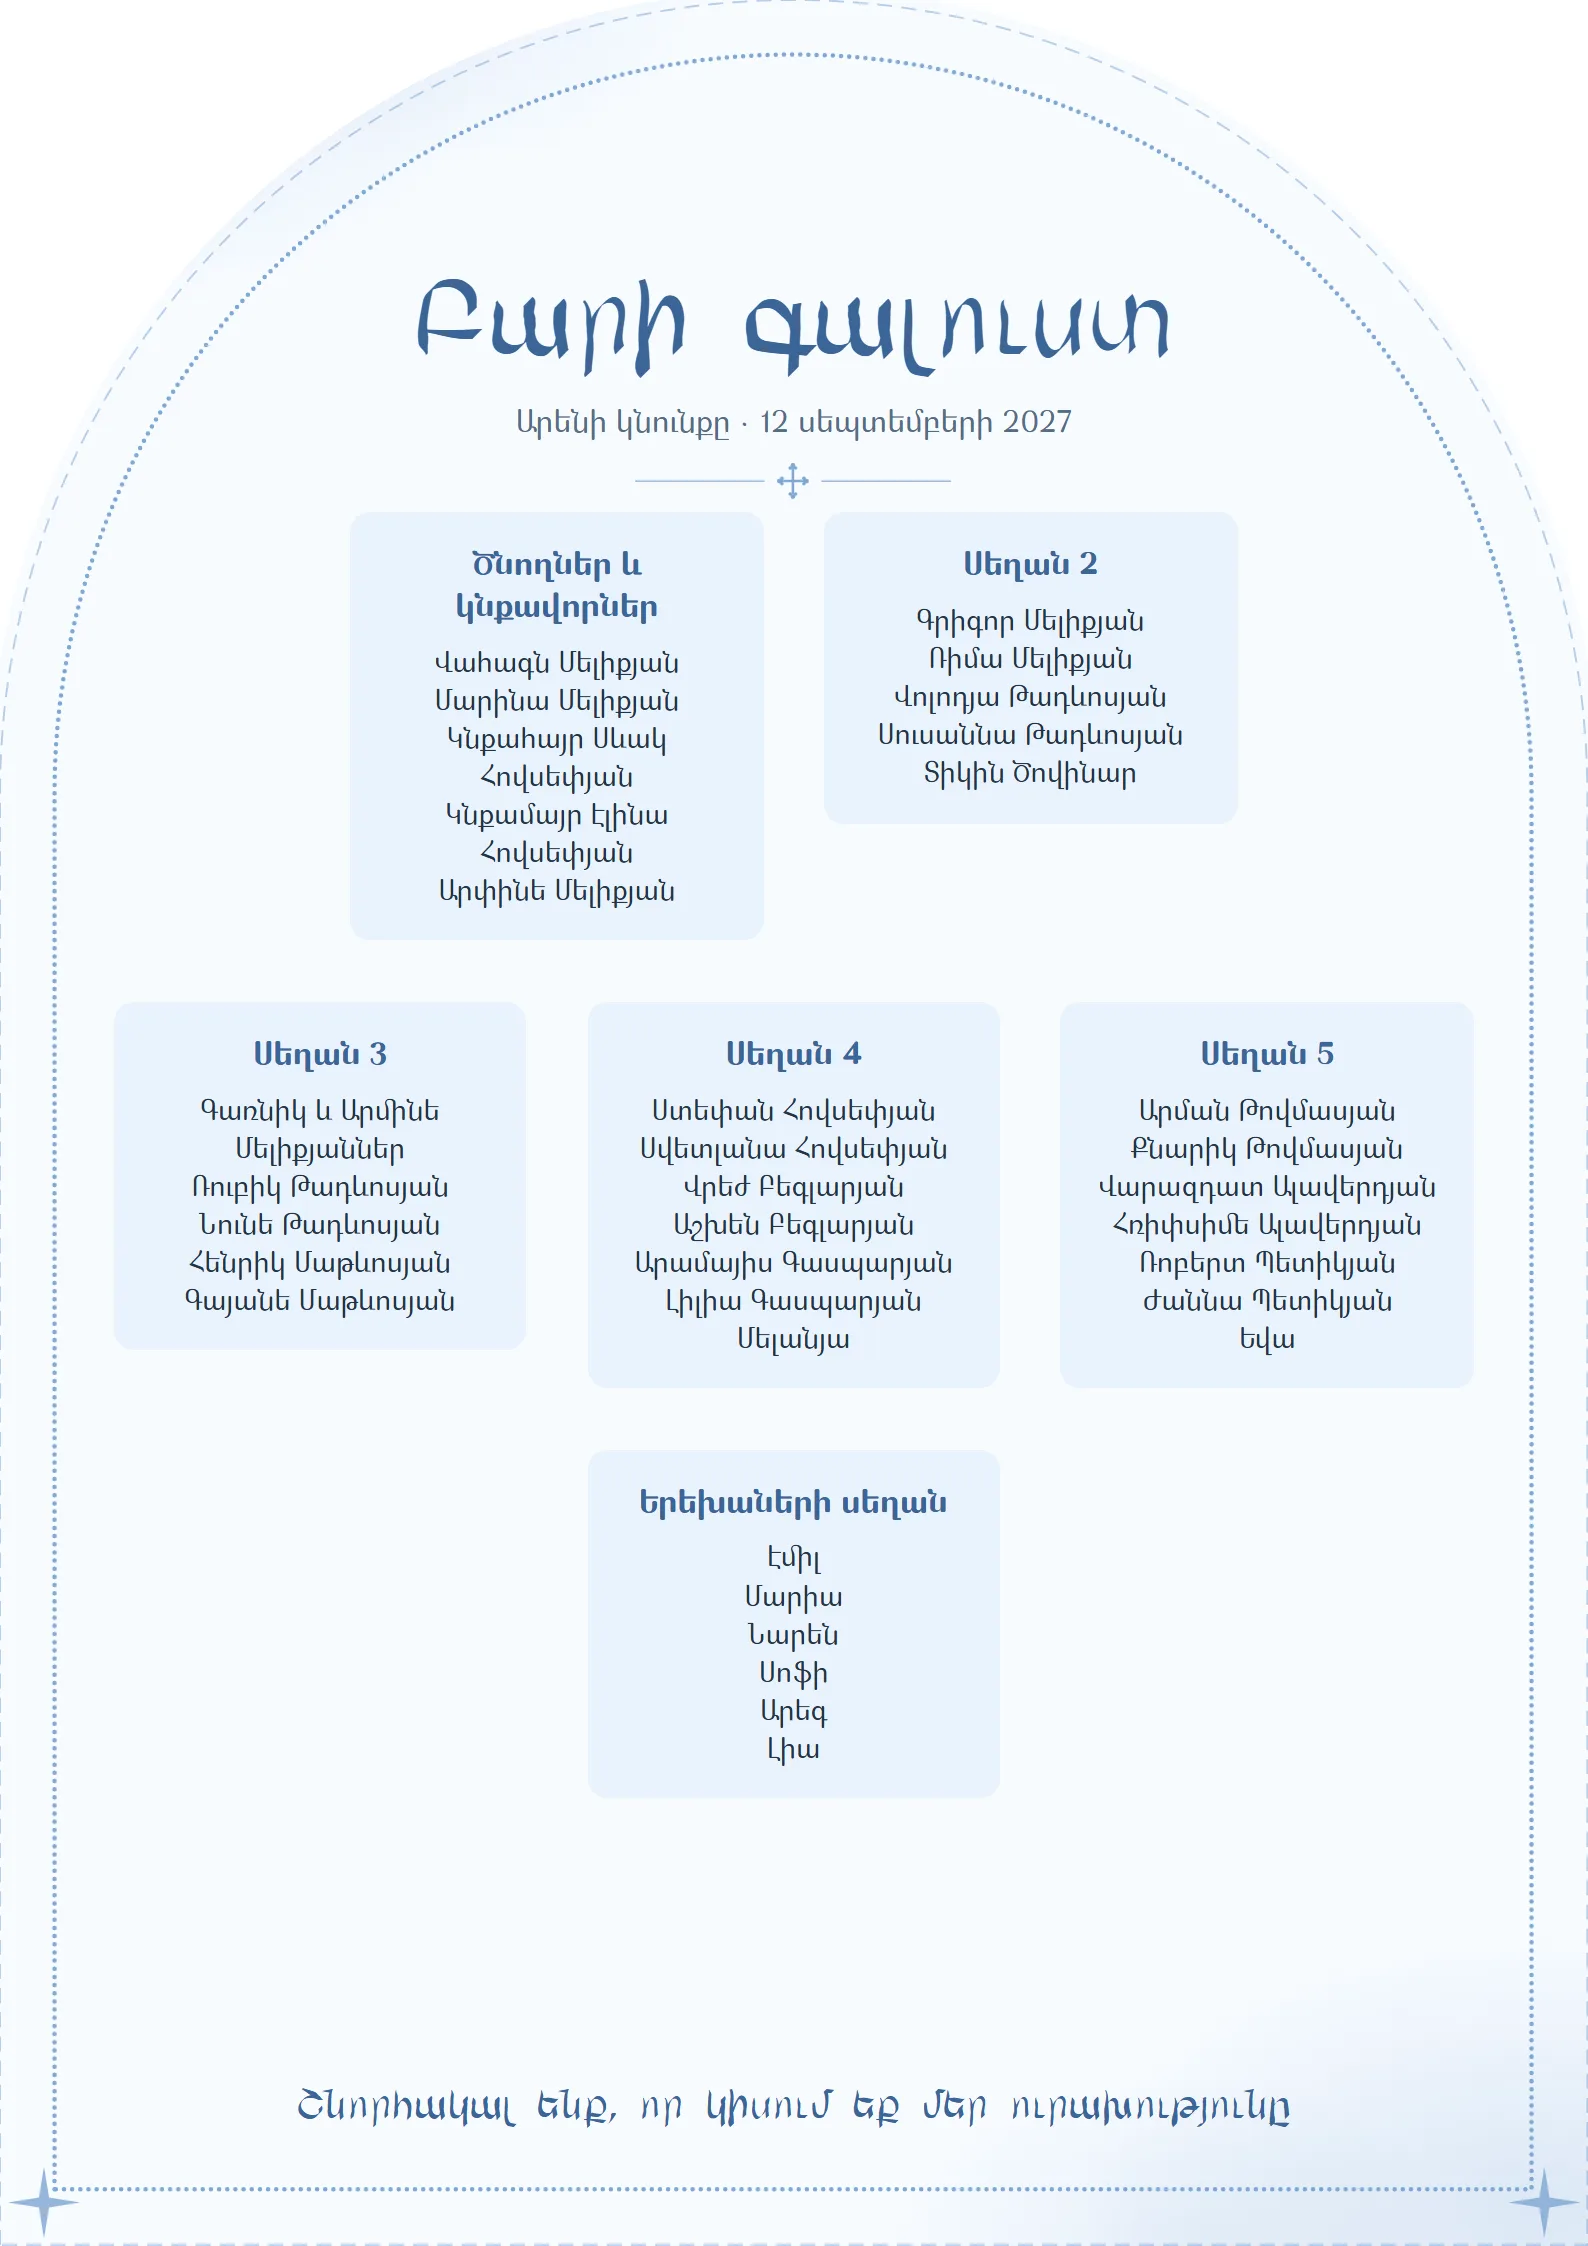 Բարի գալուստ
Արենի կնունքը · 12 սեպտեմբերի 2027
Ծնողներ և
կնքավորներ
Վահագն Մելիքյան
Մարինա Մելիքյան
Կնքահայր Սևակ
Հովսեփյան
Կնքամայր Էլինա
Հովսեփյան
Արփինե Մելիքյան
Սեղան 2
Գրիգոր Մելիքյան
Ռիմա Մելիքյան
Վոլոդյա Թադևոսյան
Սուսաննա Թադևոսյան
Տիկին Ծովինար
Սեղան 3
Գառնիկ և Արմինե
Մելիքյաններ
Ռուբիկ Թադևոսյան
Նունե Թադևոսյան
Հենրիկ Մաթևոսյան
Գայանե Մաթևոսյան
Սեղան 4
Ստեփան Հովսեփյան
Սվետլանա Հովսեփյան
Վրեժ Բեգլարյան
Աշխեն Բեգլարյան
Արամայիս Գասպարյան
Լիլիա Գասպարյան
Մելանյա
Սեղան 5
Արման Թովմասյան
Քնարիկ Թովմասյան
Վարազդատ Ալավերդյան
Հռիփսիմե Ալավերդյան
Ռոբերտ Պետիկյան
Ժաննա Պետիկյան
Եվա
Երեխաների սեղան
Էմիլ
Մարիա
Նարեն
Սոֆի
Արեգ
Լիա
Շնորհակալ ենք, որ կիսում եք մեր ուրախությունը